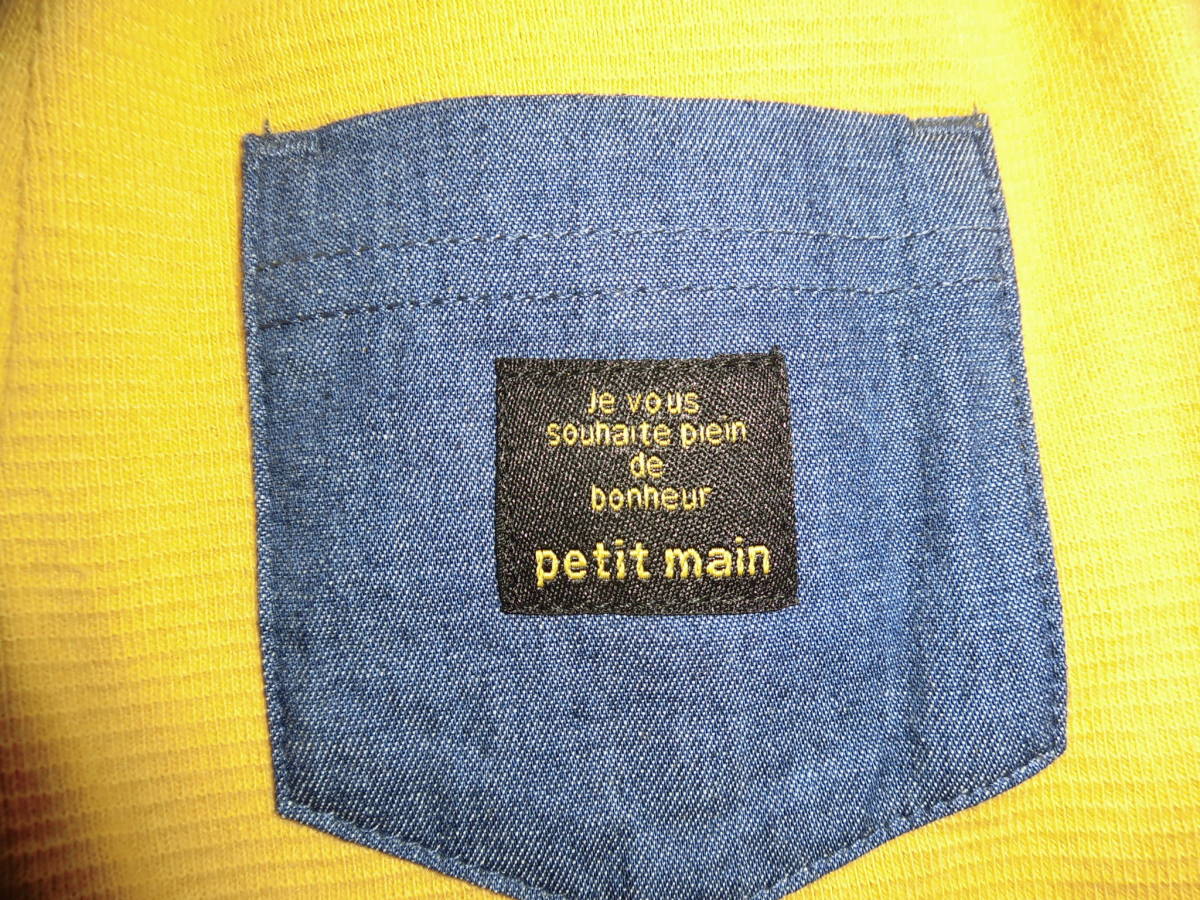 Je vous
souhaite plein
de
bonheur
petit main